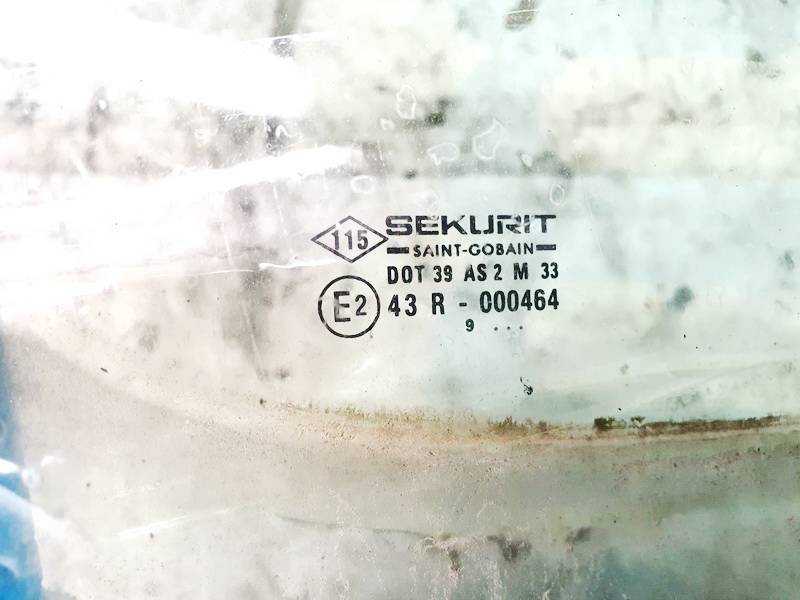 115
SEKURIT
SAINT-GOBAIN
DOT 39 AS 2 M 33
E2 43 R - 000464
9 ...